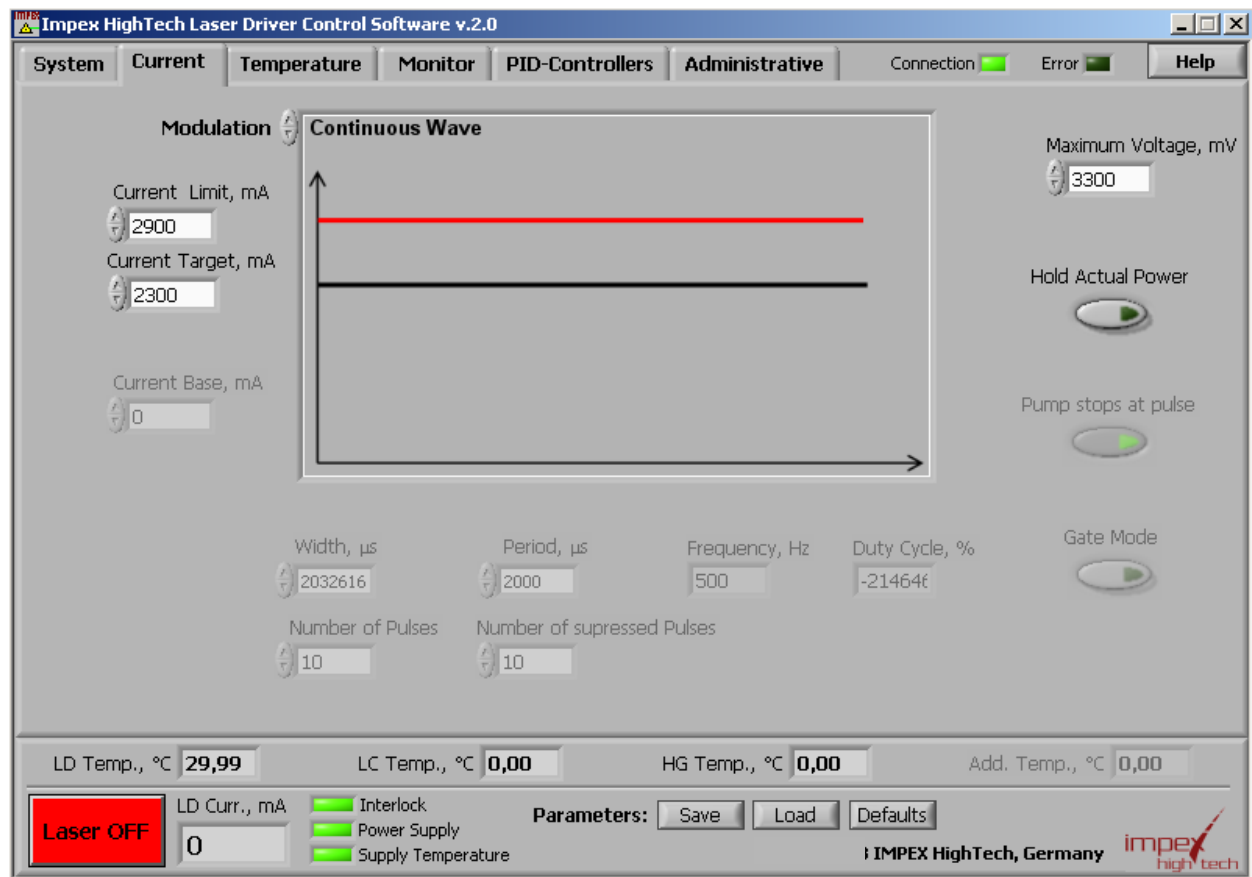 Impex HighTech Laser Driver Control Software v.2.0
System Current Temperature Monitor PID-Controllers Administrative Connection Error Help
Modulation Continuous Wave
Maximum Voltage, mV
3300
Current Limit, mA
2900
Current Target, mA
2300
Hold Actual Power
Current Base, mA
0
Pump stops at pulse
Width, µs Period, µs Frequency, Hz Duty Cycle, % Gate Mode
2032616 2000 500
Number of Pulses Number of supressed Pulses
10 10
LD Temp., °C 29,99 LC Temp., °C 0,00 HG Temp., °C 0,00 Add. Temp., °C 0,00
Laser OFF
LD Curr., mA
0
Interlock
Power Supply
Supply Temperature
Parameters: Save Load Defaults
IMPEX HighTech, Germany
impex
high tech